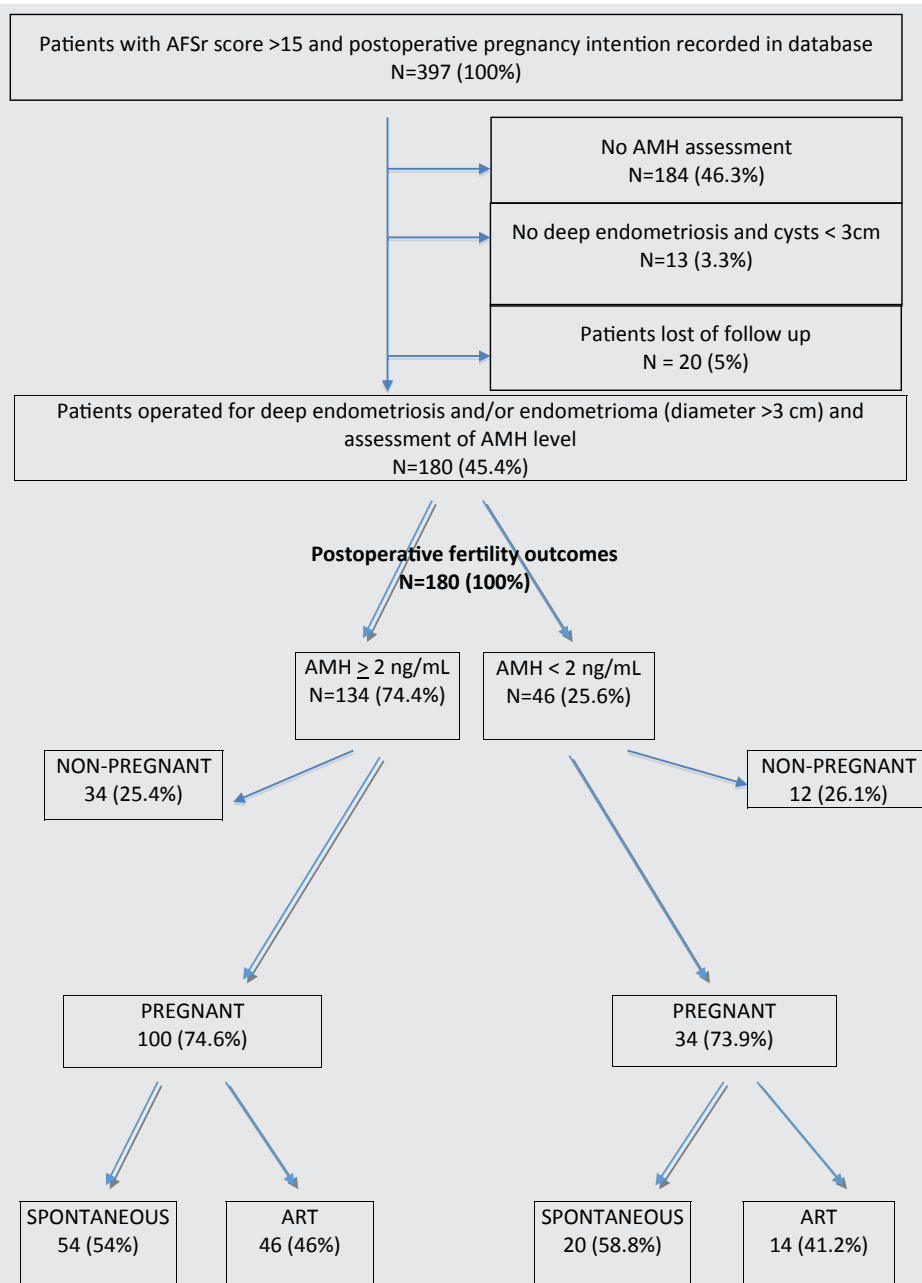 Patients with AFSr score >15 and postoperative pregnancy intention recorded in database
N=397 (100%)
No AMH assessment
N=184 (46.3%)
No deep endometriosis and cysts < 3cm
N=13 (3.3%)
Patients lost of follow up
N = 20 (5%)
Patients operated for deep endometriosis and/or endometrioma (diameter >3 cm) and
assessment of AMH level
N=180 (45.4%)
Postoperative fertility outcomes
N=180 (100%)
AMH ≥ 2 ng/mL
N=134 (74.4%)
AMH < 2 ng/mL
N=46 (25.6%)
NON-PREGNANT
34 (25.4%)
NON-PREGNANT
12 (26.1%)
PREGNANT
100 (74.6%)
PREGNANT
34 (73.9%)
SPONTANEOUS
54 (54%)
ART
46 (46%)
SPONTANEOUS
20 (58.8%)
ART
14 (41.2%)